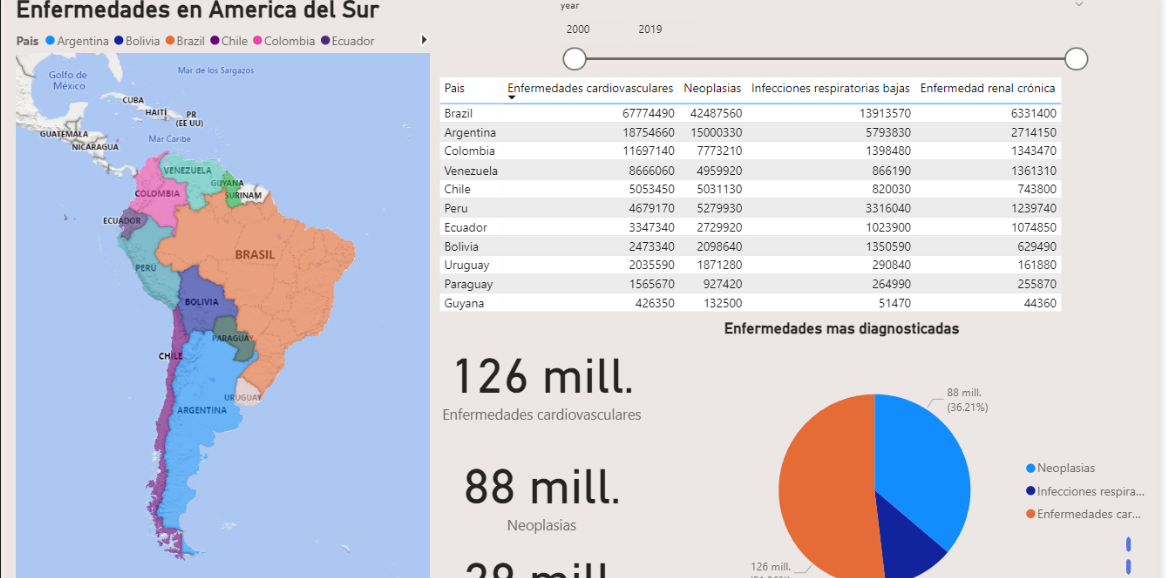 Enfermedades en America del Sur
Pais Argentina Bolivia Brazil Chile Colombia Ecuador
Golfo de
México
Mar de los Sargazos
CUBA
HAITÍ
PR
(EE UU)
GUATEMALA
Mar Caribe
NICARAGUA
VENEZUELA
GUYANA
SURINAM
COLOMBIA
ECUADOR
BRASIL
PERÚ
BOLIVIA
PARAGUAY
CHILE
URUGUAY
ARGENTINA
year
2000 2019
Pais Enfermedades cardiovasculares Neoplasias Infecciones respiratorias bajas Enfermedad renal crónica
Brazil 67774490 42487560 13913570 6331400
Argentina 18754660 15000330 5793830 2714150
Colombia 11697140 7773210 1398480 1343470
Venezuela 8666060 4959920 866190 1361310
Chile 5053450 5031130 820030 743800
Peru 4679170 5279930 3316040 1239740
Ecuador 3347340 2729920 1023900 1074850
Bolivia 2473340 2098640 1350590 629490
Uruguay 2035590 1871280 290840 161880
Paraguay 1565670 927420 264990 255870
Guyana 426350 132500 51470 44360
126 mill.
Enfermedades cardiovasculares
88 mill.
Neoplasias
Enfermedades mas diagnosticadas
88 mill.
(36.21%)
126 mill.
Neoplasias
Infecciones respira...
Enfermedades car...